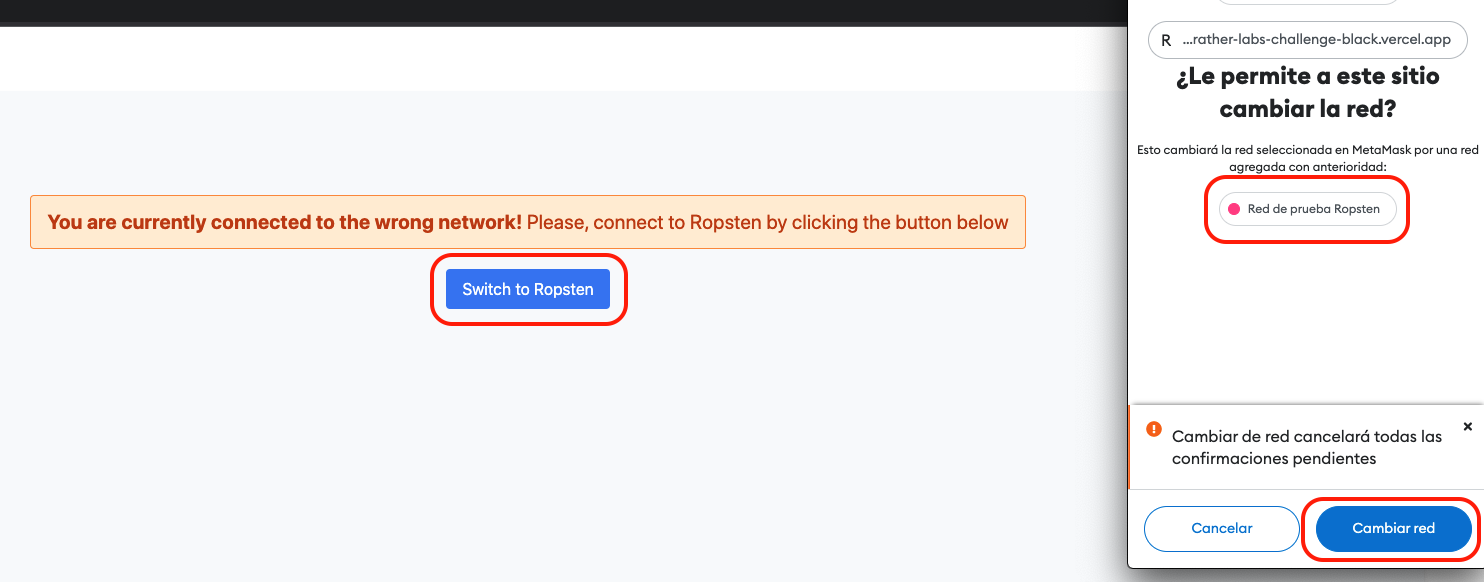 You are currently connected to the wrong network! Please, connect to Ropsten by clicking the button below
Switch to Ropsten
R ...rather-labs-challenge-black.vercel.app
¿Le permite a este sitio
cambiar la red?
Esto cambiará la red seleccionada en MetaMask por una red
agregada con anterioridad:
Red de prueba Ropsten
Cambiar de red cancelará todas las
confirmaciones pendientes
Cancelar
Cambiar red